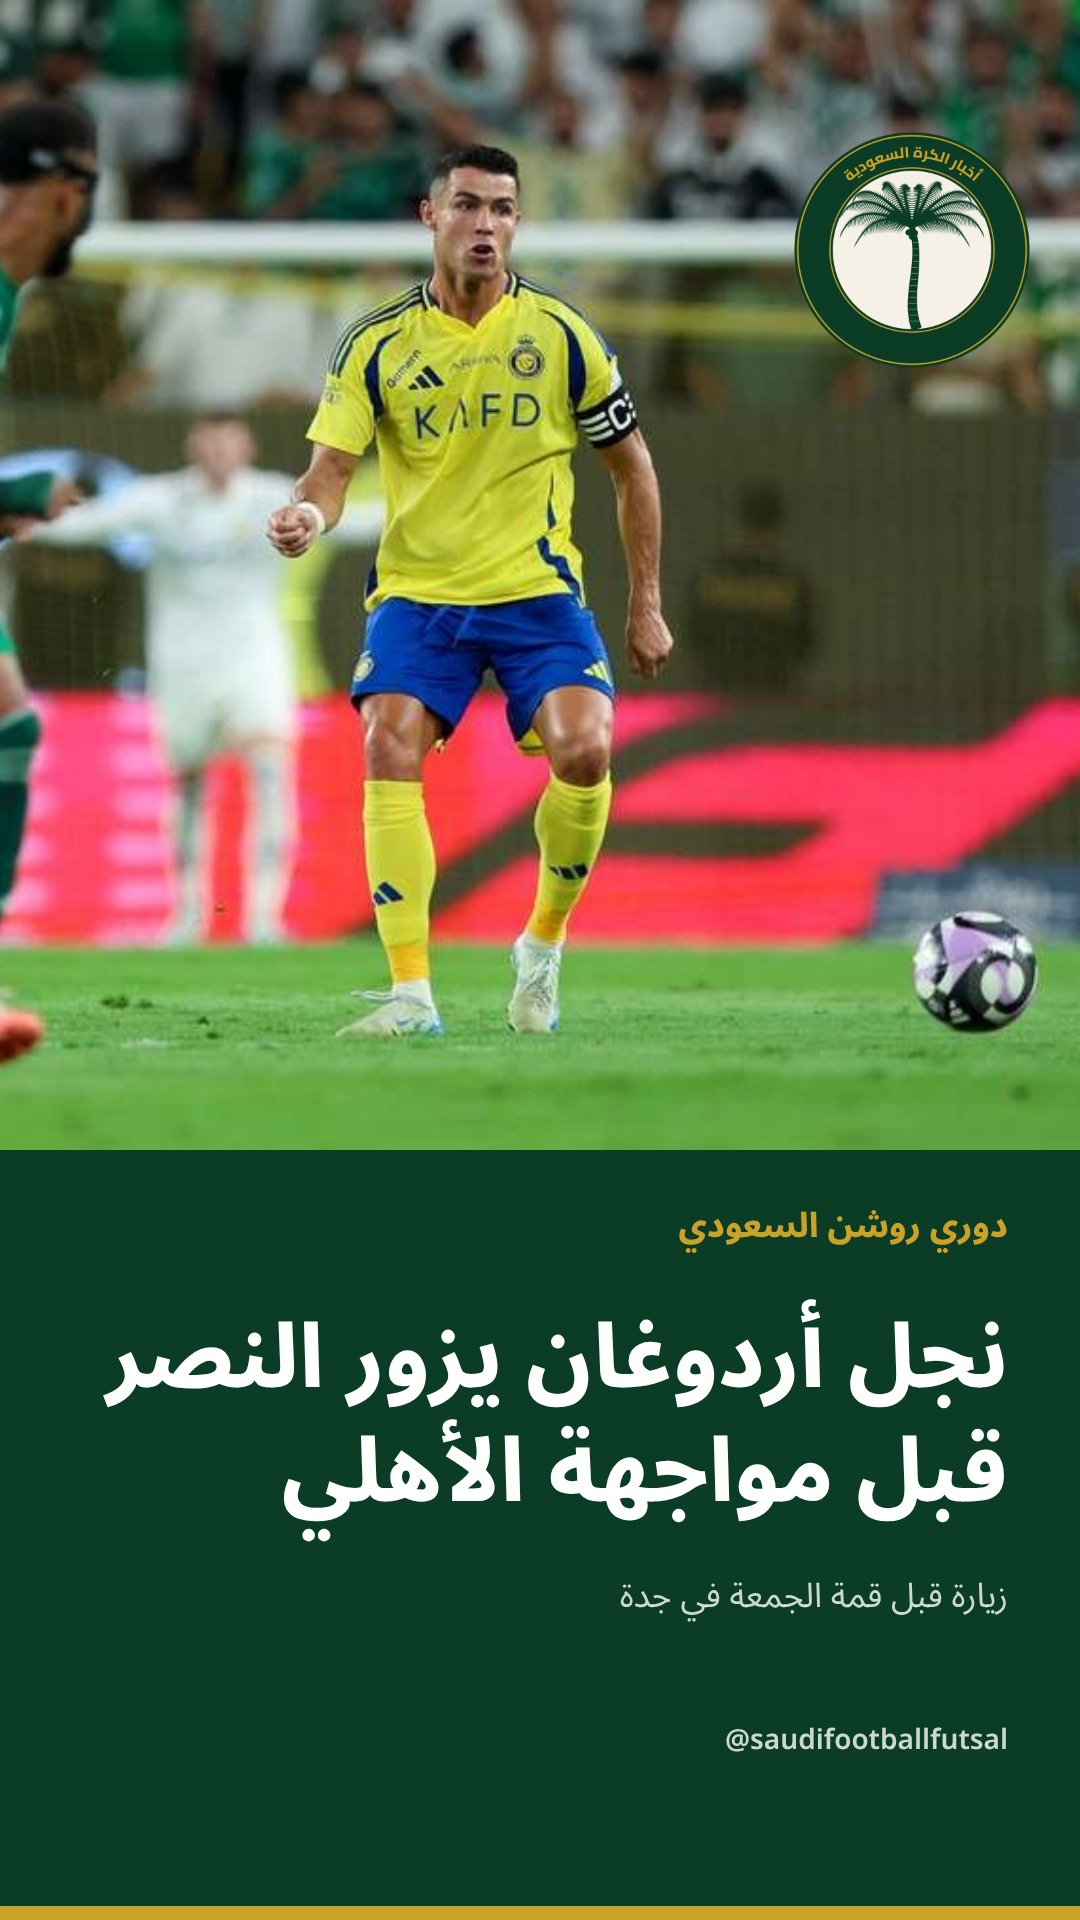 أخبار الكرة السعودية
KAFD
دوري روشن السعودي
نجل أردوغان يزور النصر
قبل مواجهة الأهلي
زيارة قبل قمة الجمعة في جدة
@saudifootballfutsal